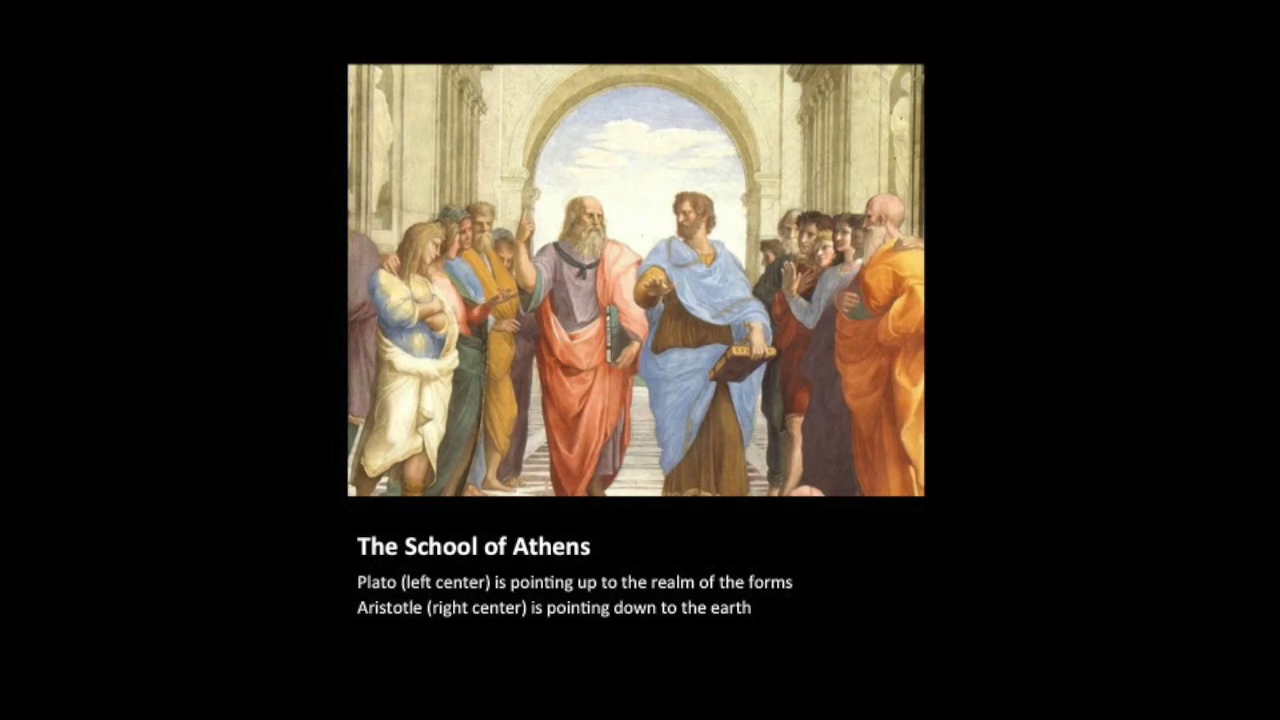 The School of Athens
Plato (left center) is pointing up to the realm of the forms
Aristotle (right center) is pointing down to the earth